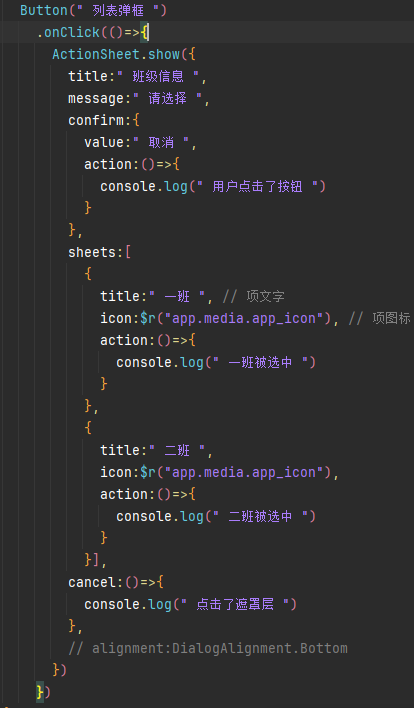 Button(" 列表弹框 ")
.onClick(()=>{
ActionSheet.show({
title:" 班级信息 ",
message:" 请选择 ",
confirm:{
value:" 取消 ",
action:()=>{
console.log(" 用户点击了按钮 ")
}
},
sheets:[
{
title:" 一班 ", // 项文字
icon:$r("app.media.app_icon"), // 项图标
action:()=>{
console.log(" 一班被选中 ")
}
},
{
title:" 二班 ",
icon:$r("app.media.app_icon"),
action:()=>{
console.log(" 二班被选中 ")
}
}],
cancel:()=>{
console.log(" 点击了遮罩层 ")
},
// alignment:DialogAlignment.Bottom
})
})